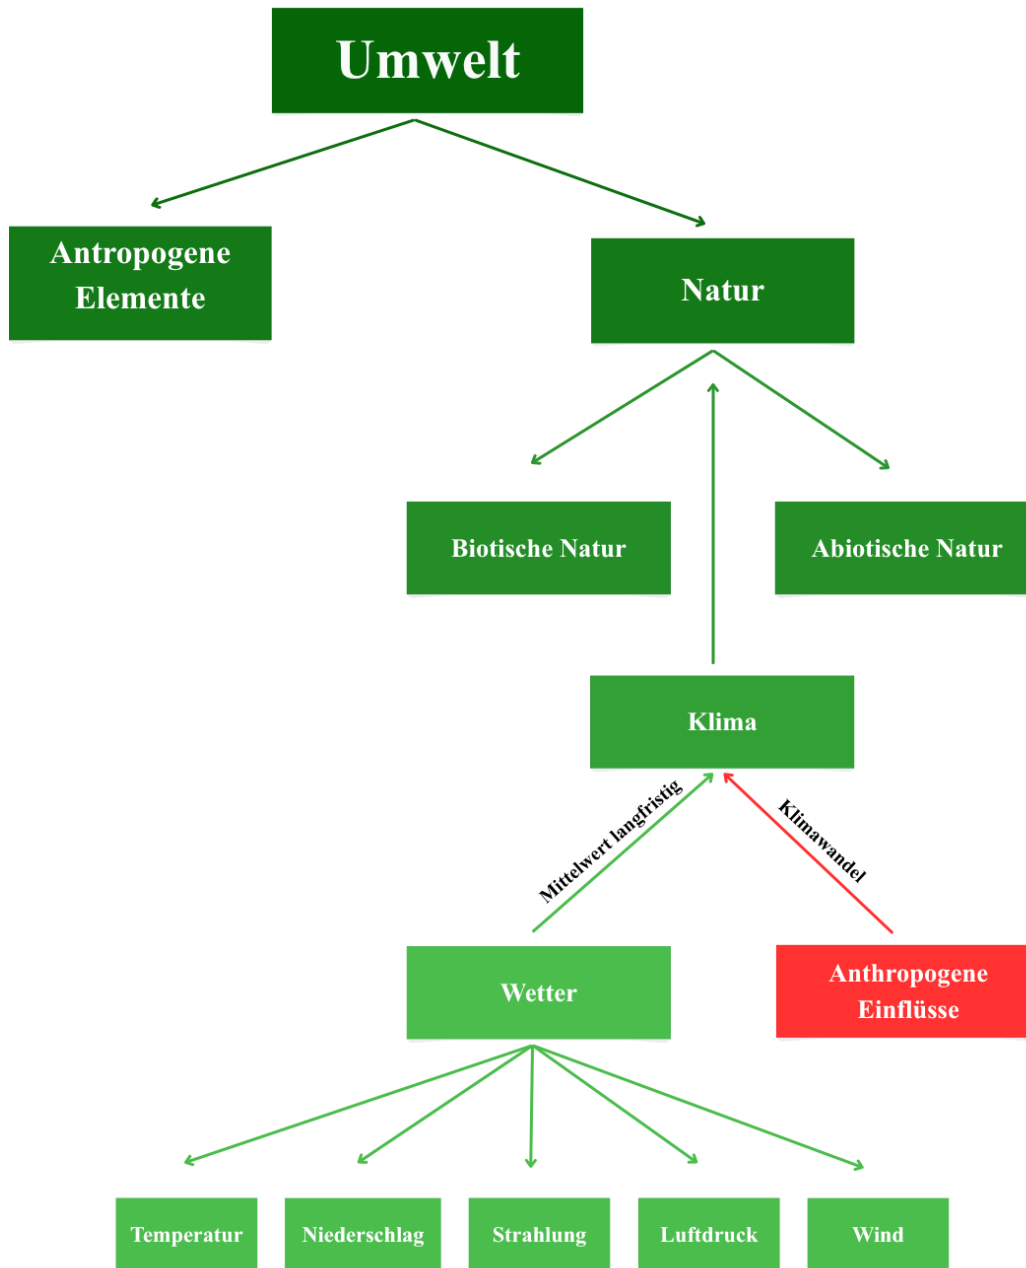 Umwelt
Antropogene
Elemente
Natur
Biotische Natur
Abiotische Natur
Klima
Mittelwert langfristig
Klimawandel
Wetter
Anthropogene
Einflüsse
Temperatur
Niederschlag
Strahlung
Luftdruck
Wind